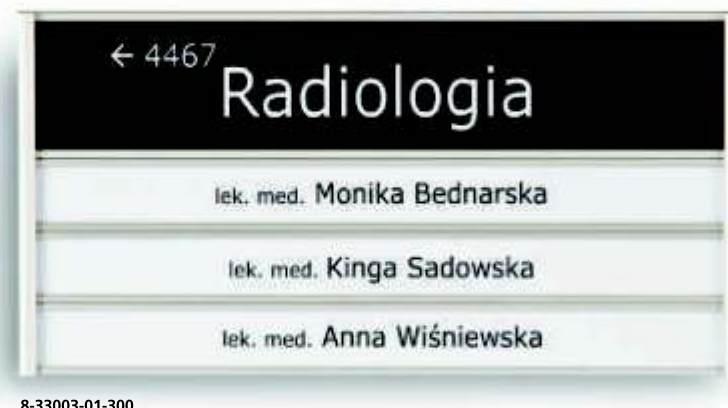 ← 4467
Radiologia
lek. med. Monika Bednarska
lek. med. Kinga Sadowska
lek. med. Anna Wiśniewska
8-33003-01-300